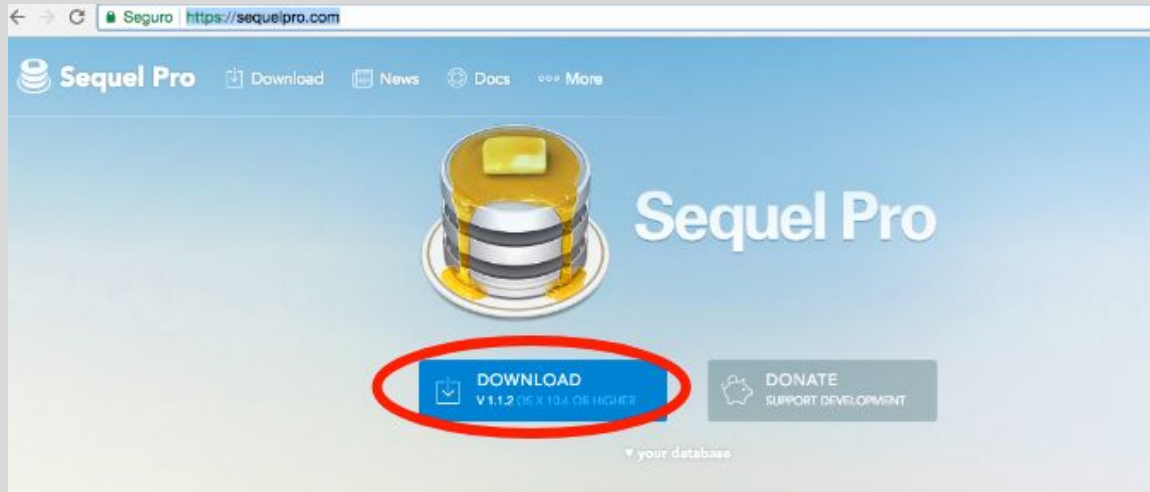 Seguro https://sequelpro.com
Sequel Pro Download News Docs More
Sequel Pro
DOWNLOAD
V 1.1.2 OS X 10.6 OR HIGHER
DONATE
SUPPORT DEVELOPMENT
▼ your database